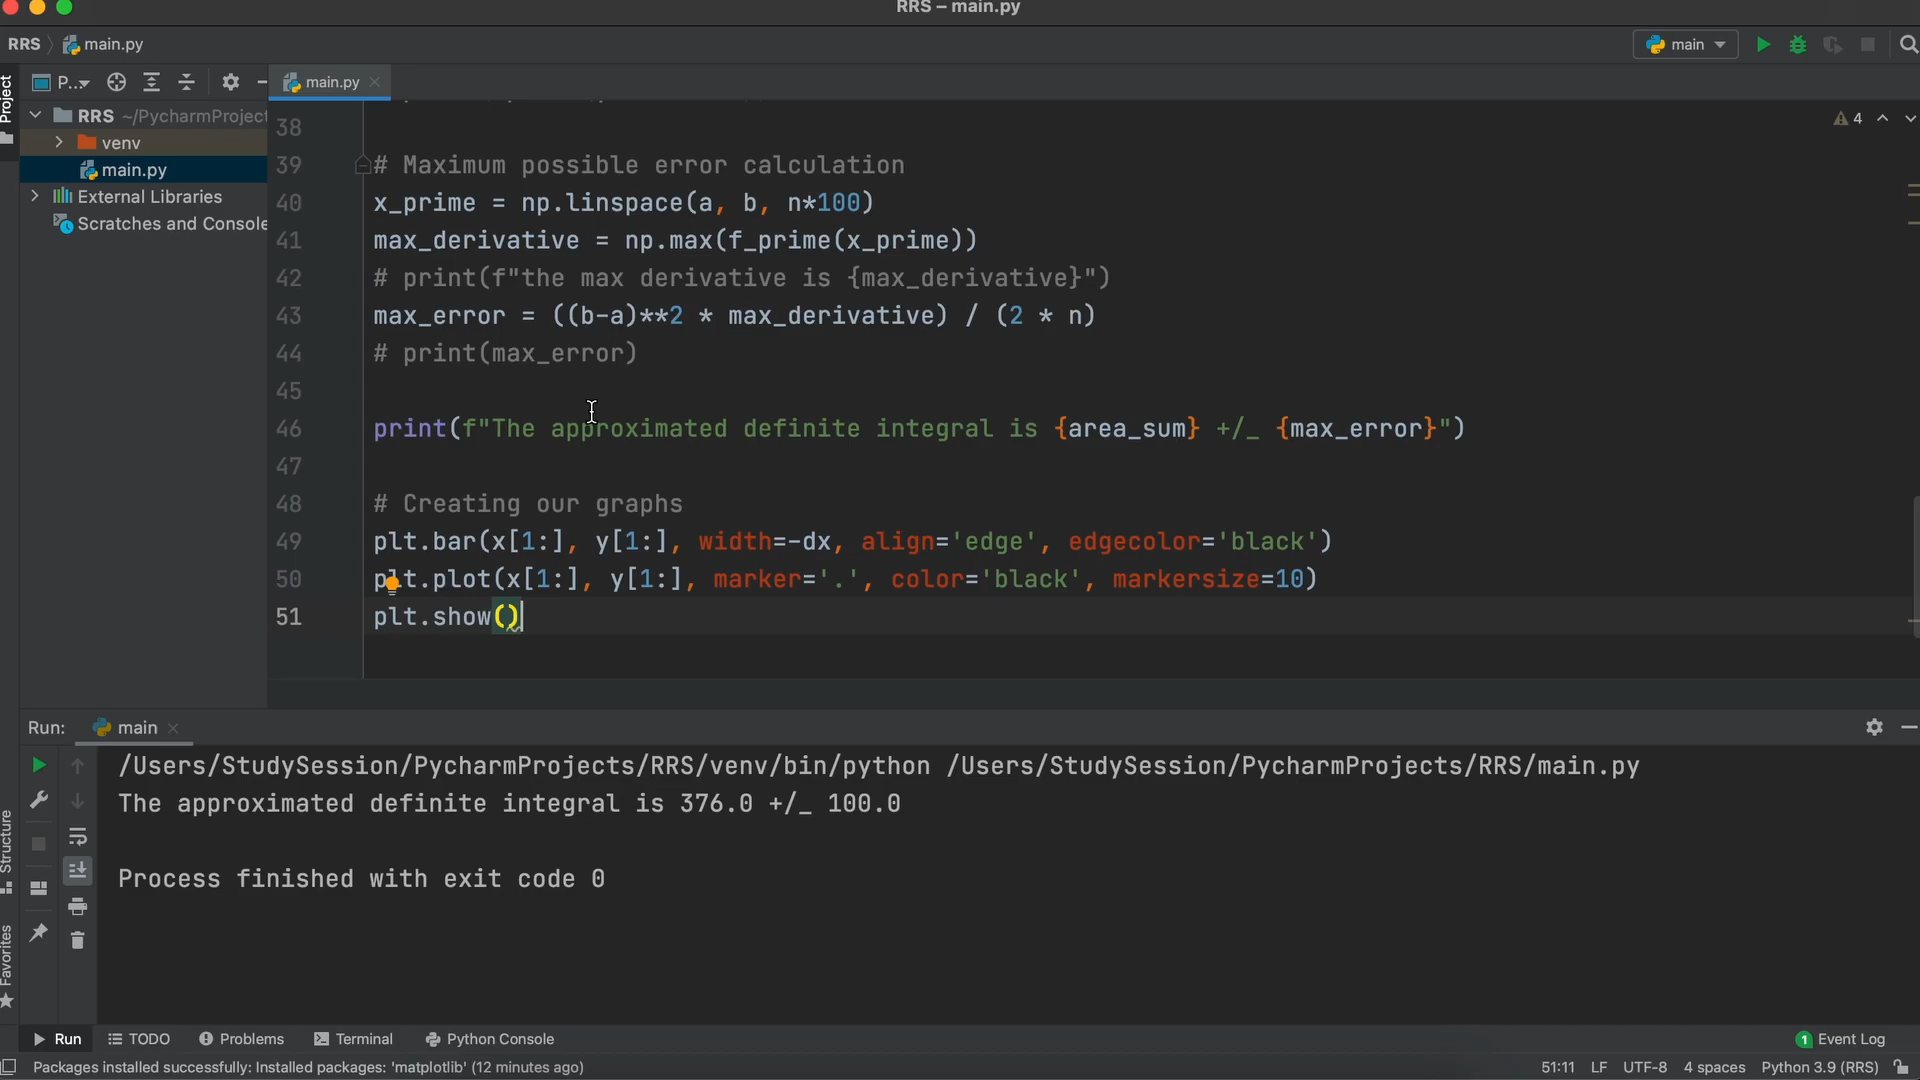 RRS – main.py
RRS main.py
main
Project
P...
main.py
RRS ~/PycharmProject
venv
main.py
External Libraries
Scratches and Console
4
38
39 # Maximum possible error calculation
40 x_prime = np.linspace(a, b, n*100)
41 max_derivative = np.max(f_prime(x_prime))
42 # print(f"the max derivative is {max_derivative}")
43 max_error = ((b-a)**2 * max_derivative) / (2 * n)
44 # print(max_error)
45
46 print(f"The approximated definite integral is {area_sum} +/_ {max_error}")
47
48 # Creating our graphs
49 plt.bar(x[1:], y[1:], width=-dx, align='edge', edgecolor='black')
50 plt.plot(x[1:], y[1:], marker='.', color='black', markersize=10)
51 plt.show()
Run: main
/Users/StudySession/PycharmProjects/RRS/venv/bin/python /Users/StudySession/PycharmProjects/RRS/main.py
The approximated definite integral is 376.0 +/_ 100.0
Process finished with exit code 0
Structure
Favorites
Run TODO Problems Terminal Python Console 1 Event Log
Packages installed successfully: Installed packages: 'matplotlib' (12 minutes ago) 51:11 LF UTF-8 4 spaces Python 3.9 (RRS)